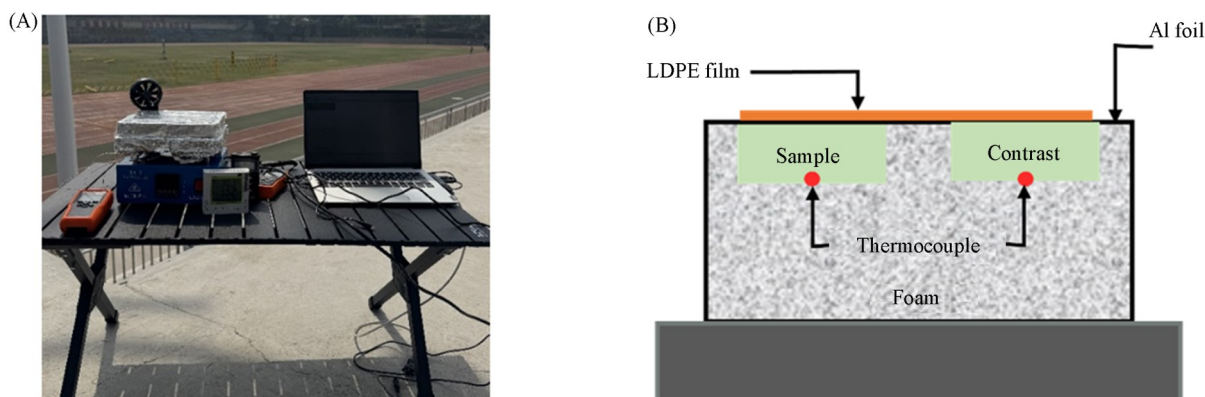 (A)
(B)
Al foil
LDPE film
Sample
Contrast
Thermocouple
Foam